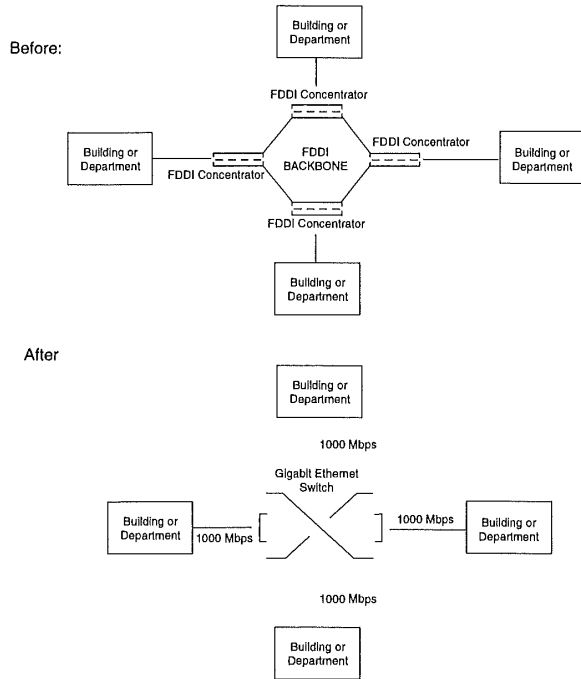 Before:
Building or
Department
FDDI Concentrator
Building or
Department
FDDI Concentrator
FDDI
BACKBONE
FDDI Concentrator
Building or
Department
FDDI Concentrator
Building or
Department
After
Building or
Department
1000 Mbps
Gigabit Ethernet
Switch
Building or
Department
1000 Mbps
1000 Mbps
Building or
Department
1000 Mbps
Building or
Department